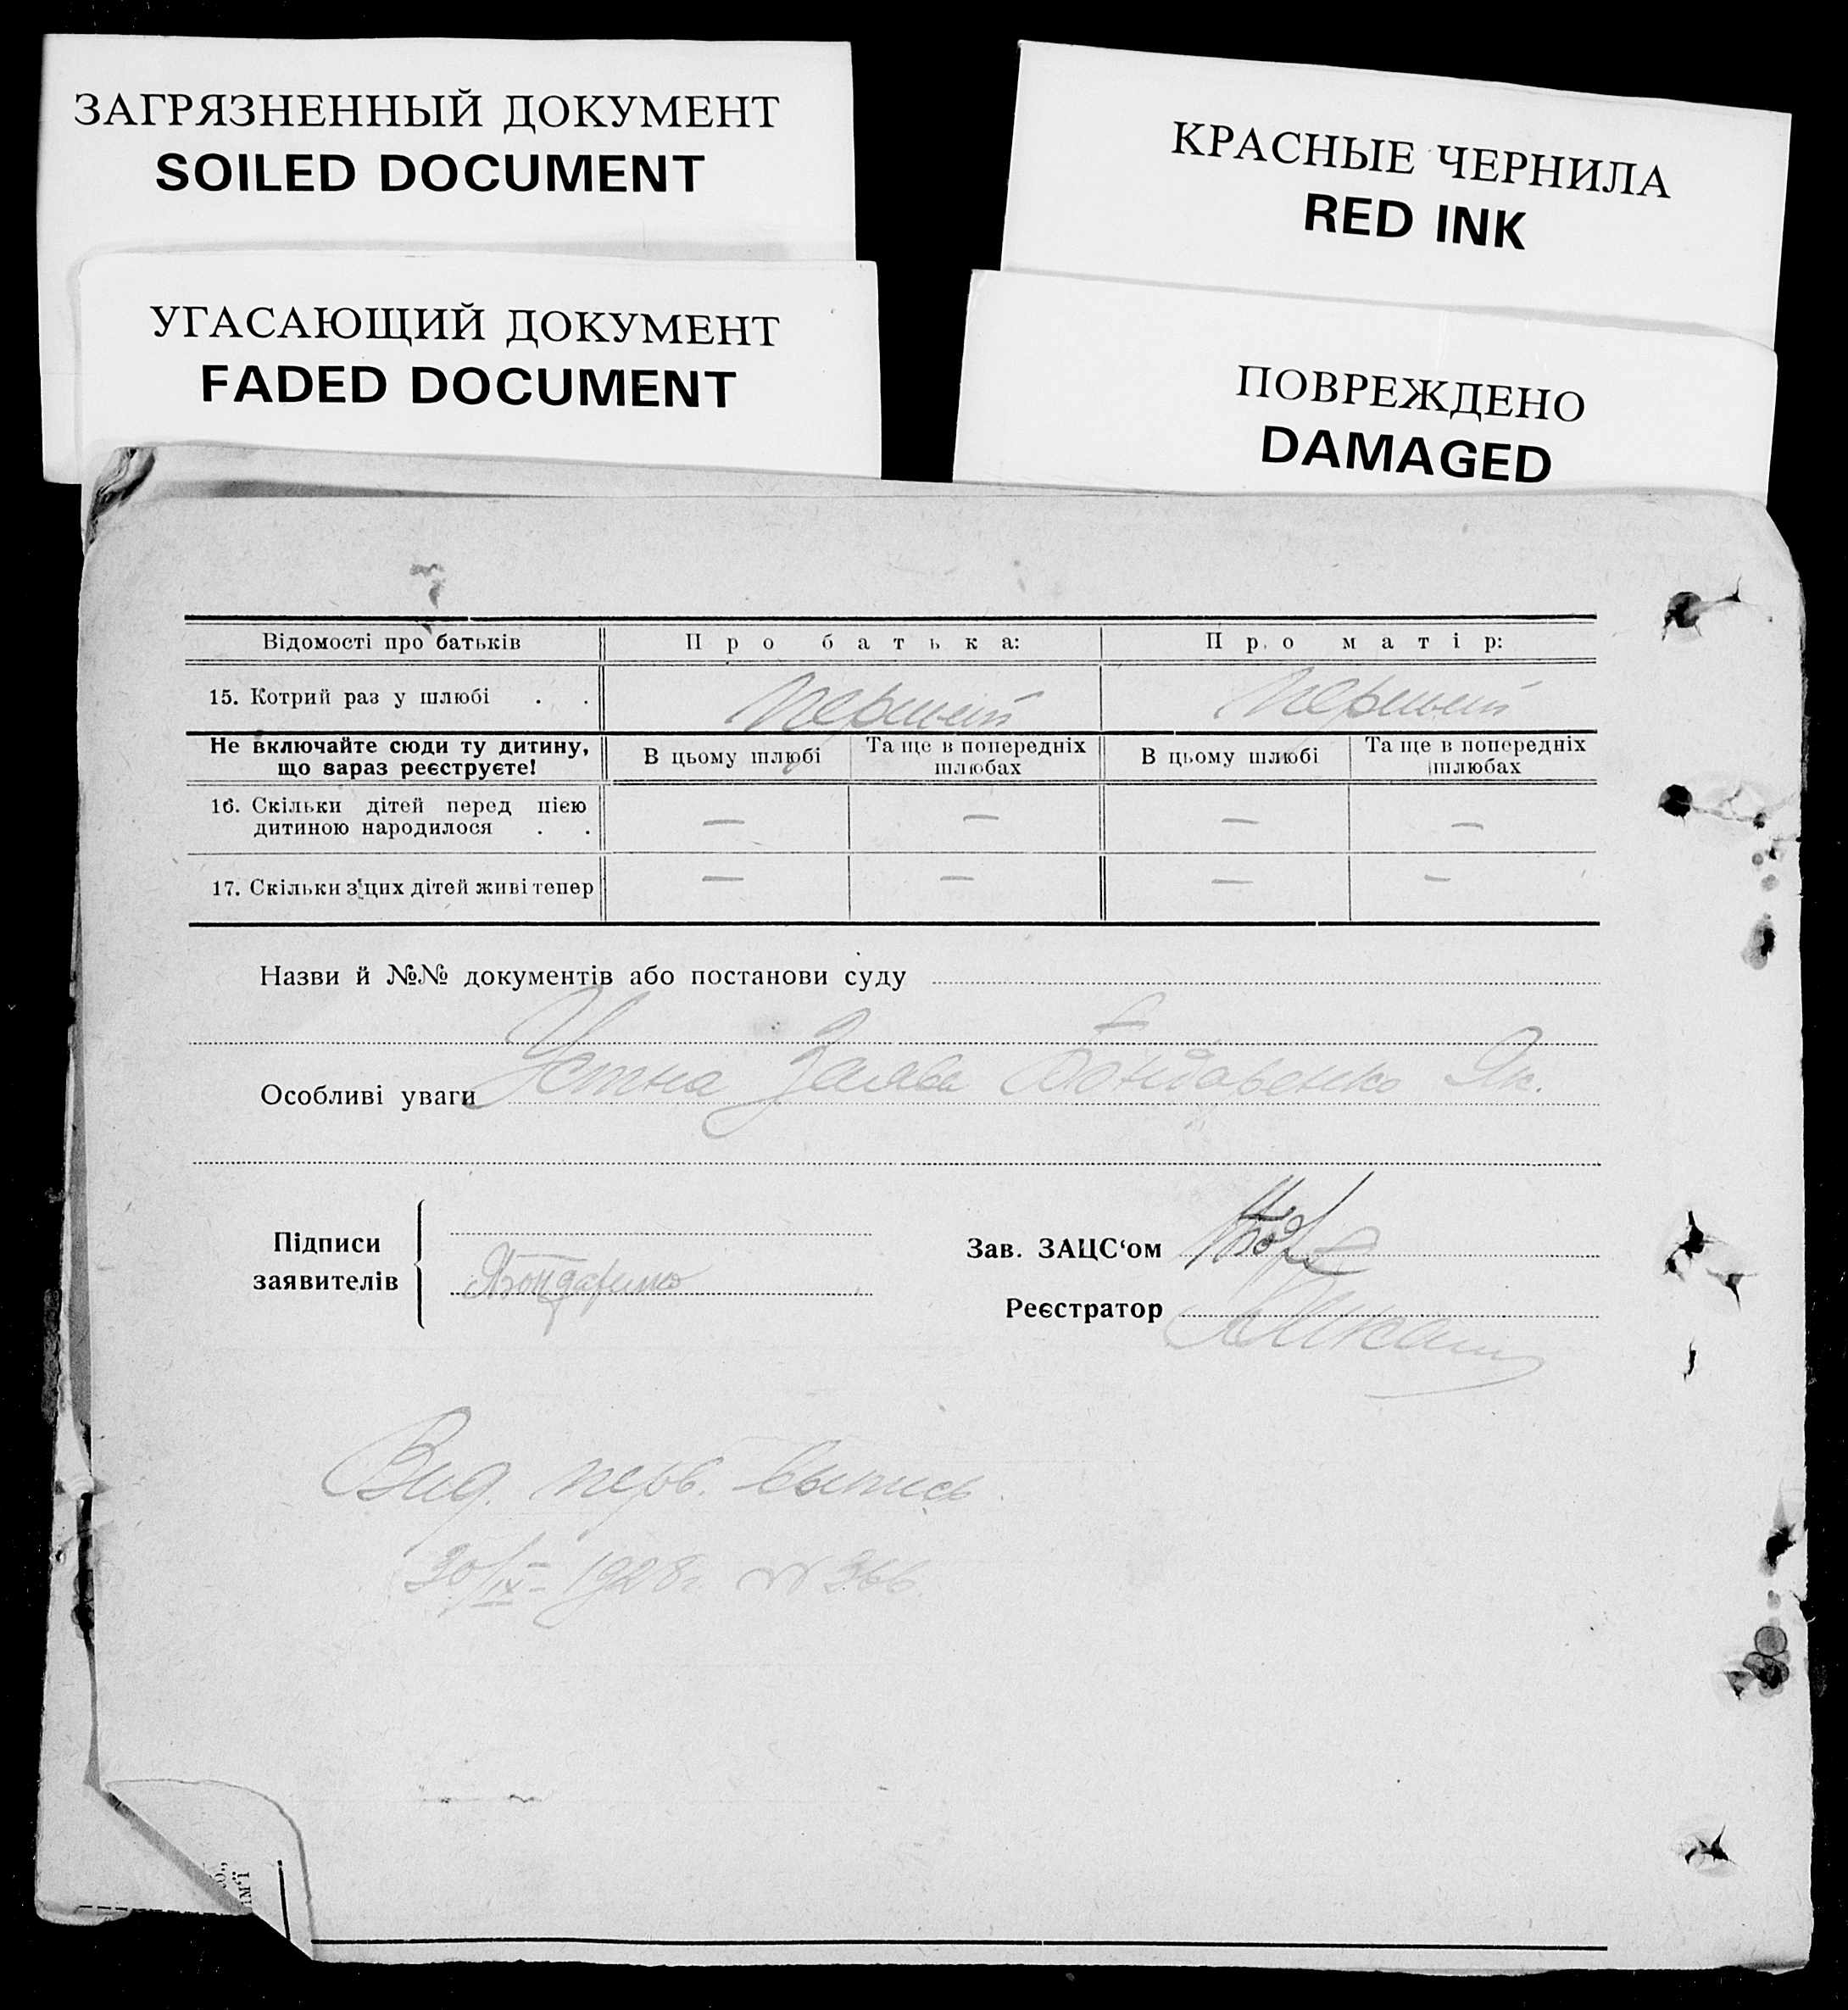 ЗАГРЯЗНЕННЫЙ ДОКУМЕНТ
SOILED DOCUMENT
КРАСНЫЕ ЧЕРНИЛА
RED INK
УГАСАЮЩИЙ ДОКУМЕНТ
FADED DOCUMENT
ПОВРЕЖДЕНО
DAMAGED
Відомості про батьків Про батька: Про матір:
15. Котрий раз у шлюбі . . першый першый
Не включайте сюди ту дитину, що зараз реєструєте!
В цьому шлюбі Та ще в попередніх шлюбах В цьому шлюбі Та ще в попередніх шлюбах
16. Скільки дітей перед цією
дитиною народилося . . — — — —
17. Скільки з'цих дітей живі тепер — — — —
Назви й №№ документів або постанови суду
Устна Заява Бондаренко Як.
Особливі уваги
Підписи
заявителів
Зав. ЗАЦС'ом
Реєстратор
Вид. перв. выпись
30/IX-1928г. № 366.
ім'ї